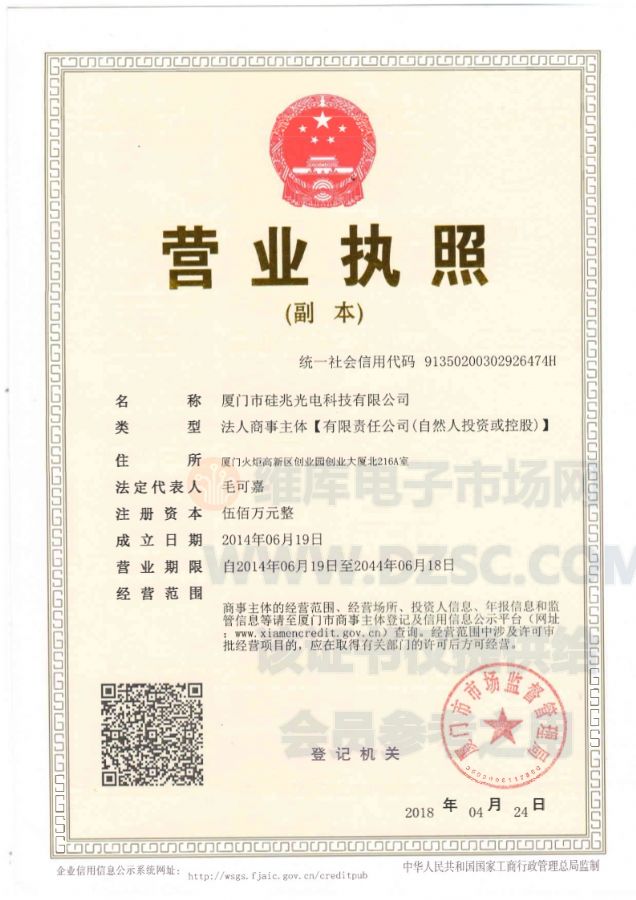 营业执照
(副 本)
统一社会信用代码 91350200302926474H
名 称 厦门市硅兆光电科技有限公司
类 型 法人商事主体【有限责任公司(自然人投资或控股)】
住 所 厦门火炬高新区创业园创业大厦北216A室
法定代表人 毛可嘉
注册资本 伍佰万元整
成立日期 2014年06月19日
营业期限 自2014年06月19日至2044年06月18日
经营范围
商事主体的经营范围、经营场所、投资人信息、年报信息和监
管信息等请至厦门市商事主体登记及信用信息公示平台(网址
：www.xiamencredit.gov.cn)查询。经营范围中涉及许可审
批经营项目的，应在取得有关部门的许可后方可经营。
维库电子市场网
WWW.DZSC.COM
该证书仅提供给
会员参考之用
厦门市市场监督管理局
登记机关
2018 年 04 月 24 日
企业信用信息公示系统网址： http://wsgs.fjaic.gov.cn/creditpub
中华人民共和国国家工商行政管理总局监制